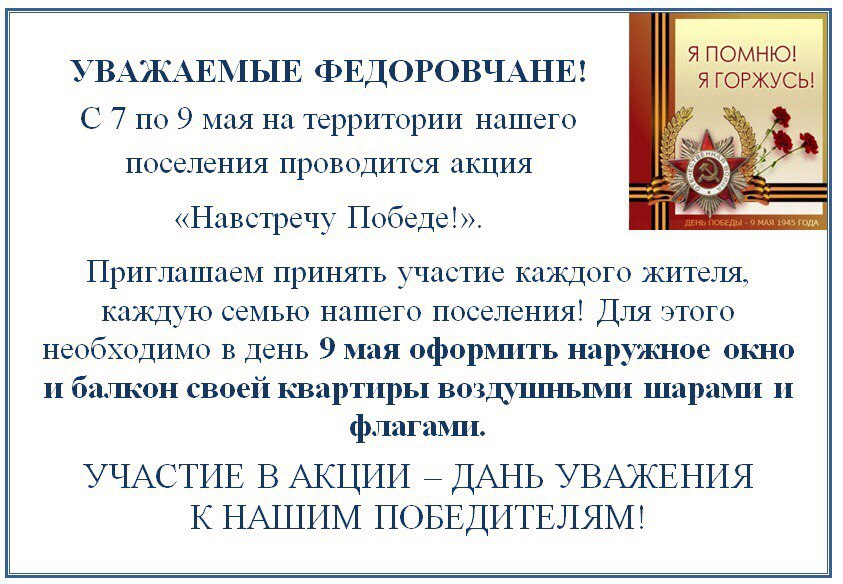 УВАЖАЕМЫЕ ФЕДОРОВЧАНЕ!
С 7 по 9 мая на территории нашего
поселения проводится акция
«Навстречу Победе!».
Я ПОМНЮ!
Я ГОРЖУСЬ!
ОТЕЧЕСТВЕННАЯ ВОЙНА
ДЕНЬ ПОБЕДЫ - 9 МАЯ 1945 ГОДА
Приглашаем принять участие каждого жителя,
каждую семью нашего поселения! Для этого
необходимо в день 9 мая оформить наружное окно
и балкон своей квартиры воздушными шарами и
флагами.
УЧАСТИЕ В АКЦИИ – ДАНЬ УВАЖЕНИЯ
К НАШИМ ПОБЕДИТЕЛЯМ!